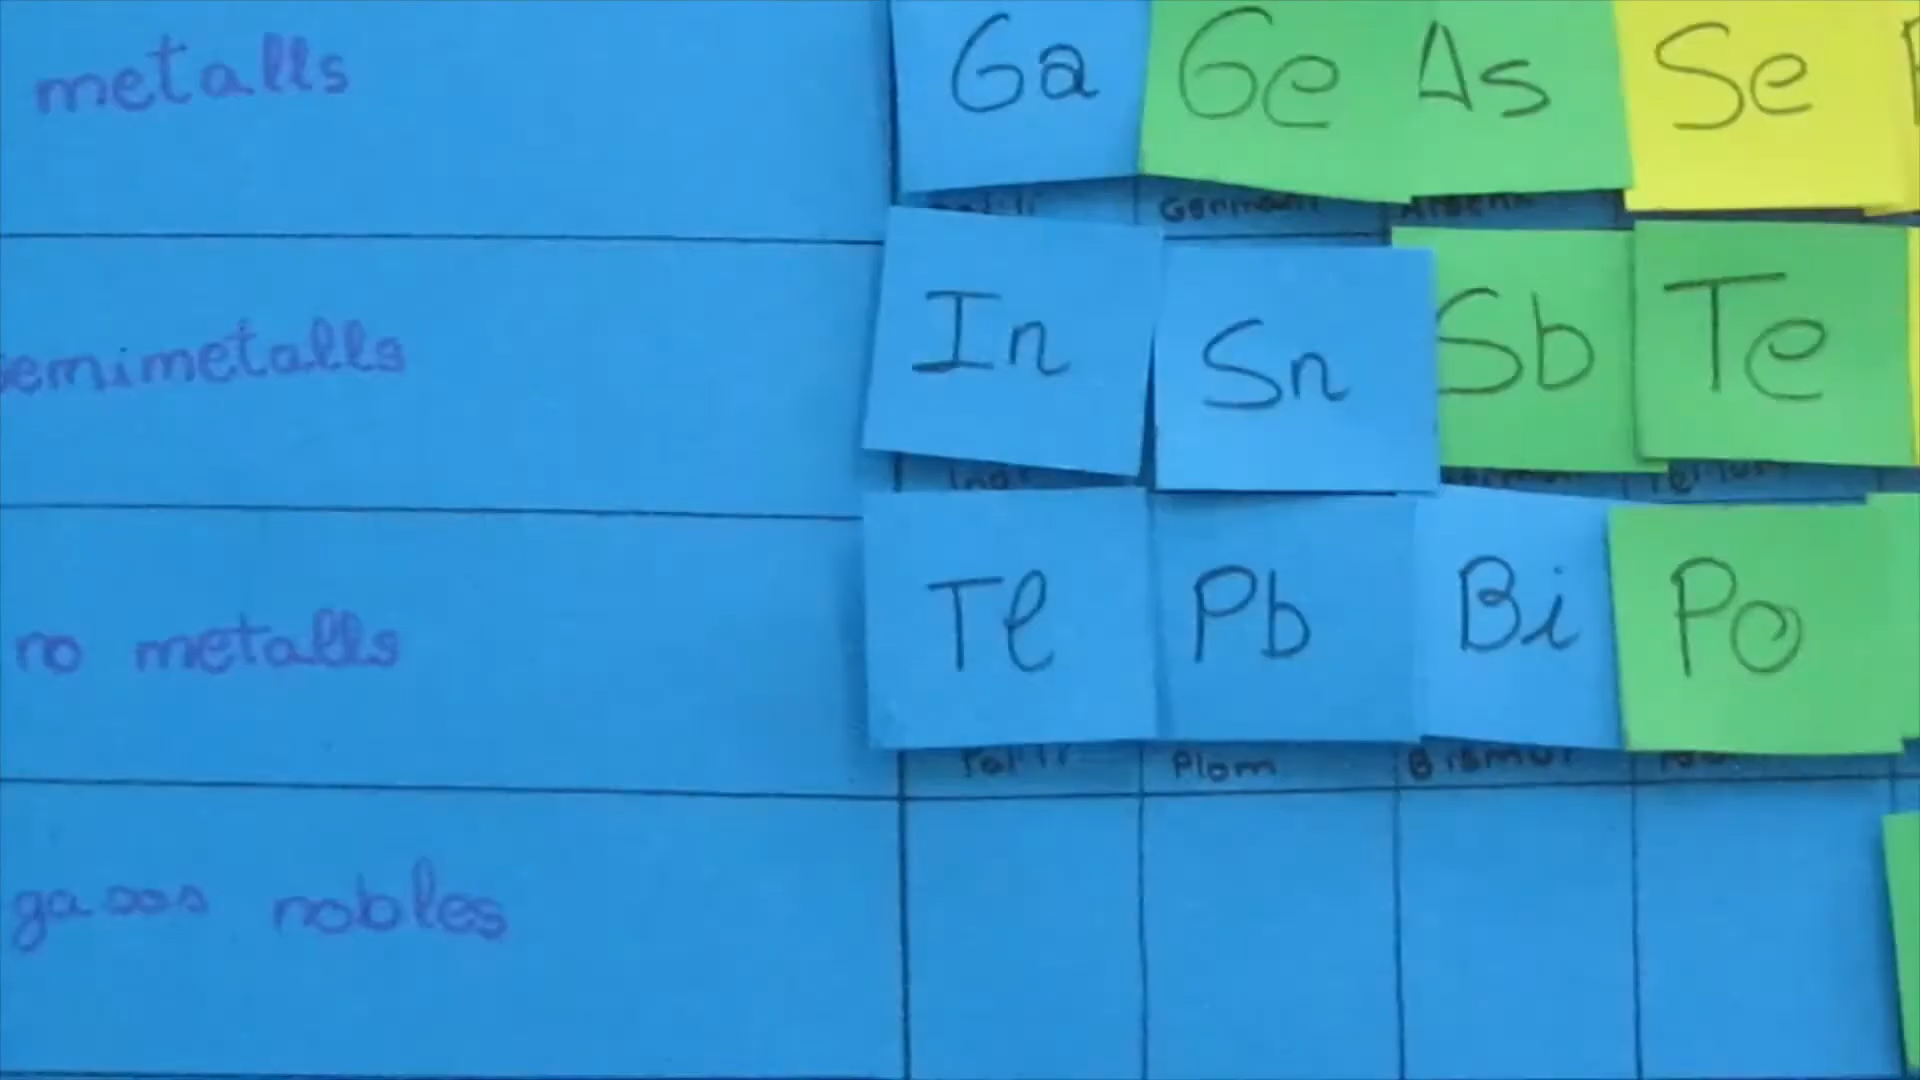 metalls Ga Ge As Se
In Sn Sb Te
semimetalls
Tl Pb Bi Po
no metalls
Plom Bismut
gasos nobles